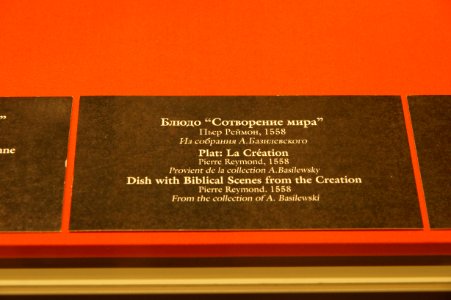 Блюдо “Сотворение мира”
Пьер Реймон, 1558
Из собрания А.Базилевского
Plat: La Création
Pierre Reymond, 1558
Provient de la collection A.Basilewsky
Dish with Biblical Scenes from the Creation
Pierre Reymond. 1558
From the collection of A. Basilewski